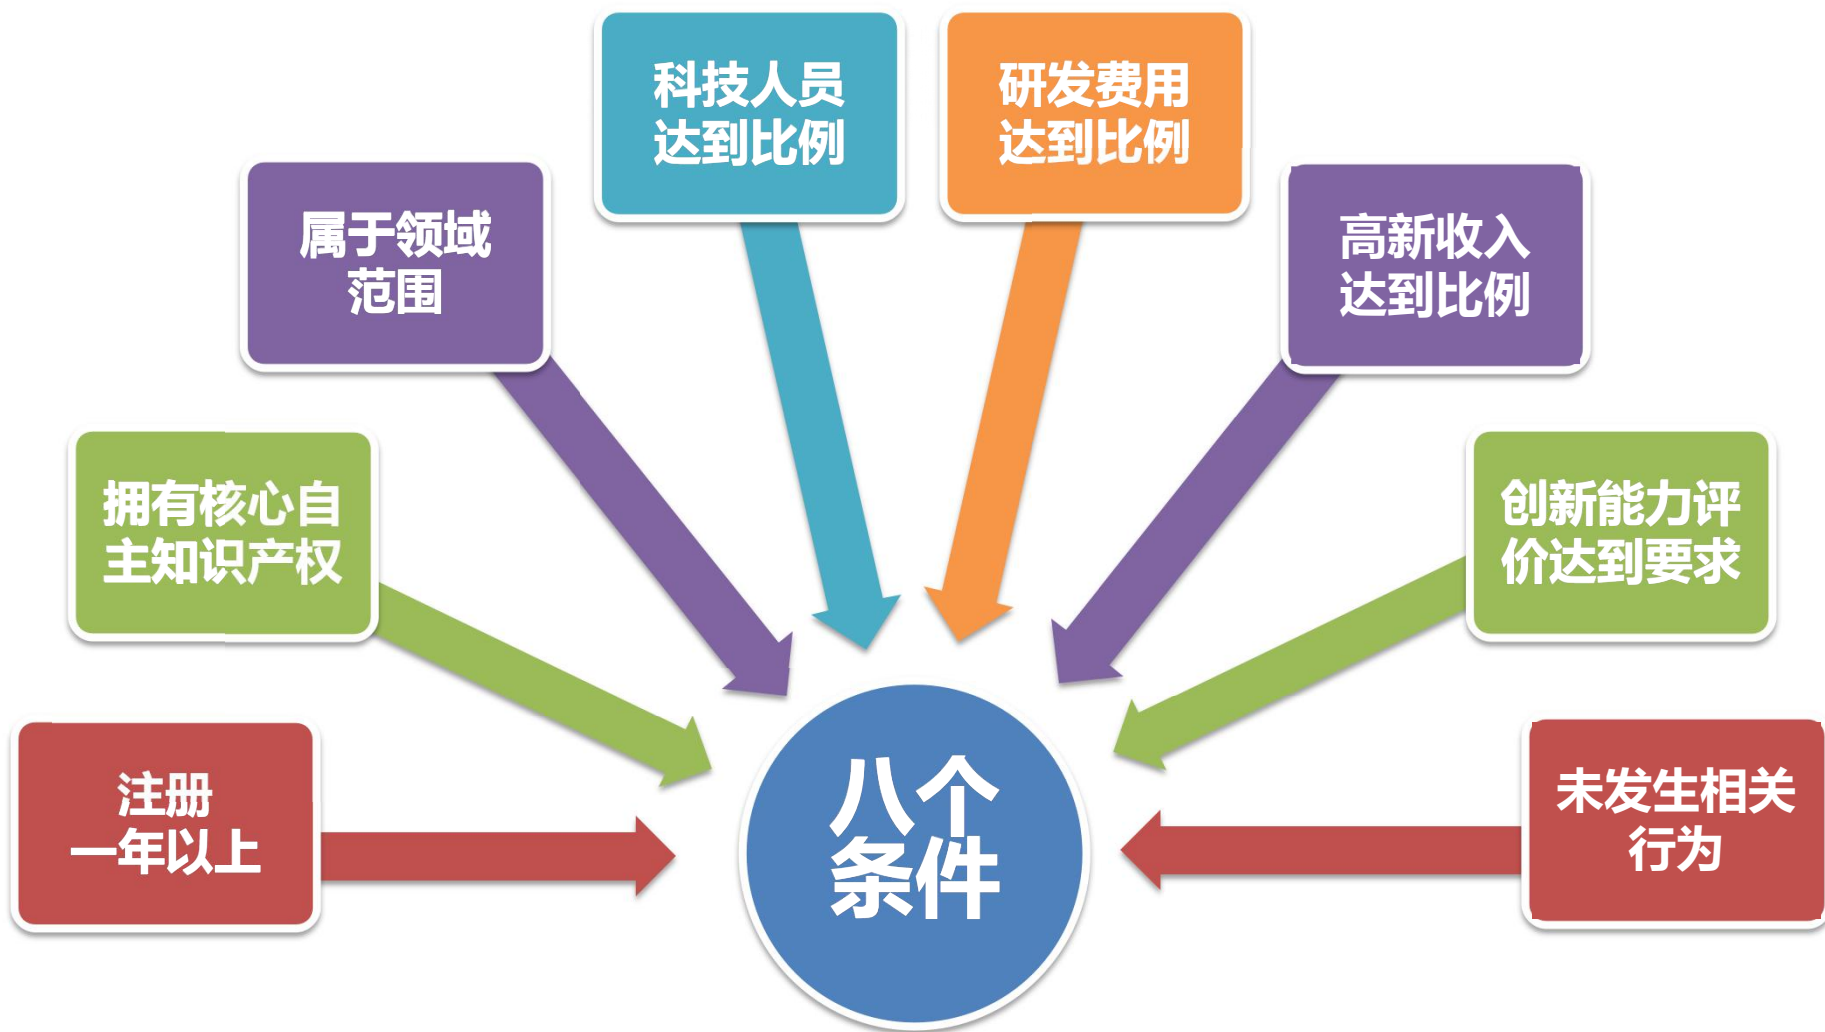 科技人员
达到比例
研发费用
达到比例
属于领域
范围
高新收入
达到比例
拥有核心自
主知识产权
创新能力评
价达到要求
注册
一年以上
未发生相关
行为
八个
条件